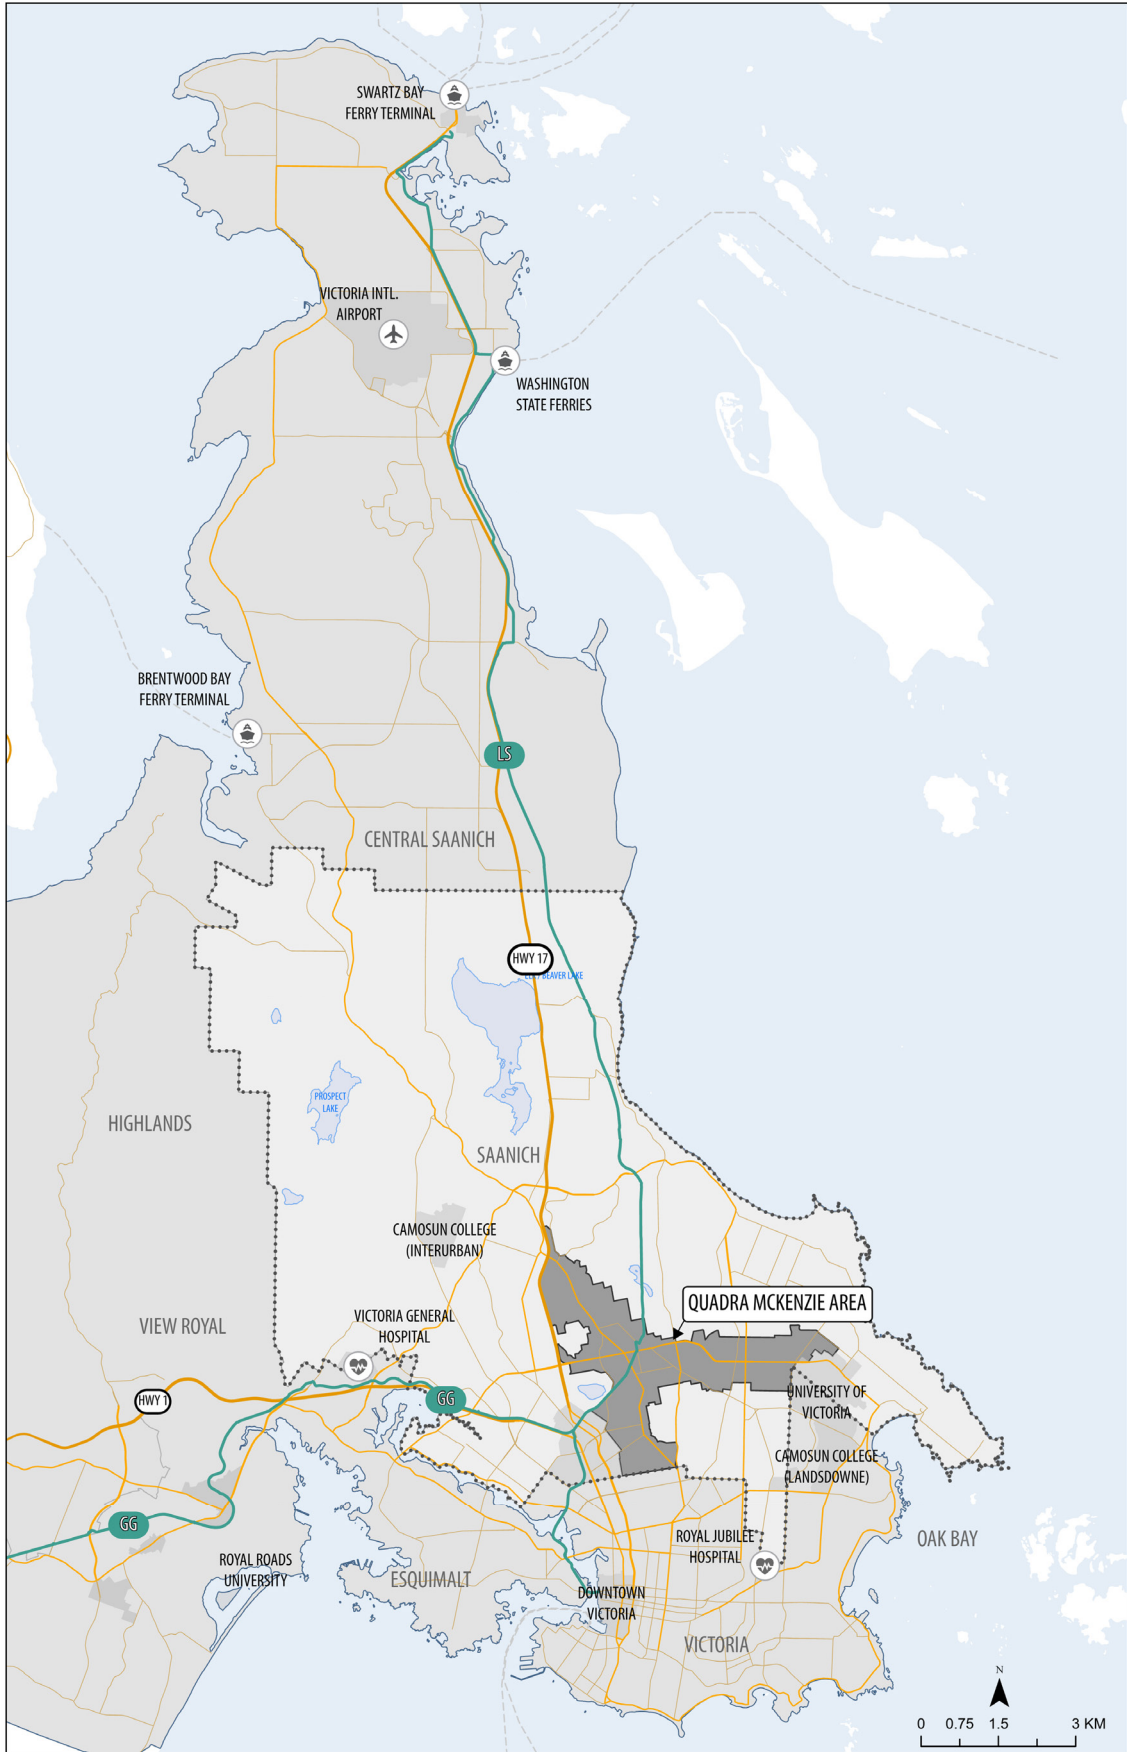 SWARTZ BAY
FERRY TERMINAL
VICTORIA INTL.
AIRPORT
WASHINGTON
STATE FERRIES
BRENTWOOD BAY
FERRY TERMINAL
LS
CENTRAL SAANICH
HWY 17
BEAVER LAKE
PROSPECT
LAKE
HIGHLANDS
SAANICH
CAMOSUN COLLEGE
(INTERURBAN)
QUADRA MCKENZIE AREA
VICTORIA GENERAL
HOSPITAL
VIEW ROYAL
HWY 1
GG
UNIVERSITY OF
VICTORIA
CAMOSUN COLLEGE
(LANDSDOWNE)
GG
ROYAL JUBILEE
HOSPITAL
OAK BAY
ROYAL ROADS
UNIVERSITY
ESQUIMALT
DOWNTOWN
VICTORIA
VICTORIA
N
0 0.75 1.5 3 KM